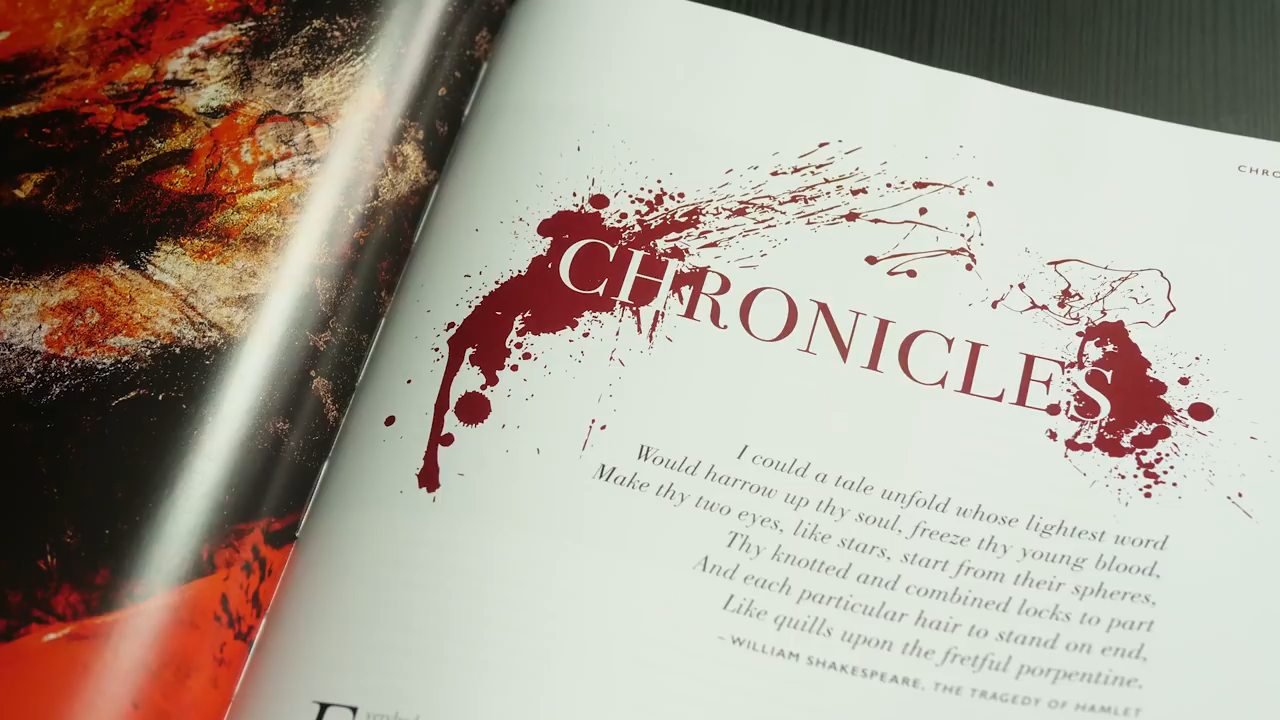 CHRO
CHRONICLES
I could a tale unfold whose lightest word
Would harrow up thy soul, freeze thy young blood,
Make thy two eyes, like stars, start from their spheres,
Thy knotted and combined locks to part
And each particular hair to stand on end,
Like quills upon the fretful porpentine.
– WILLIAM SHAKESPEARE, THE TRAGEDY OF HAMLET